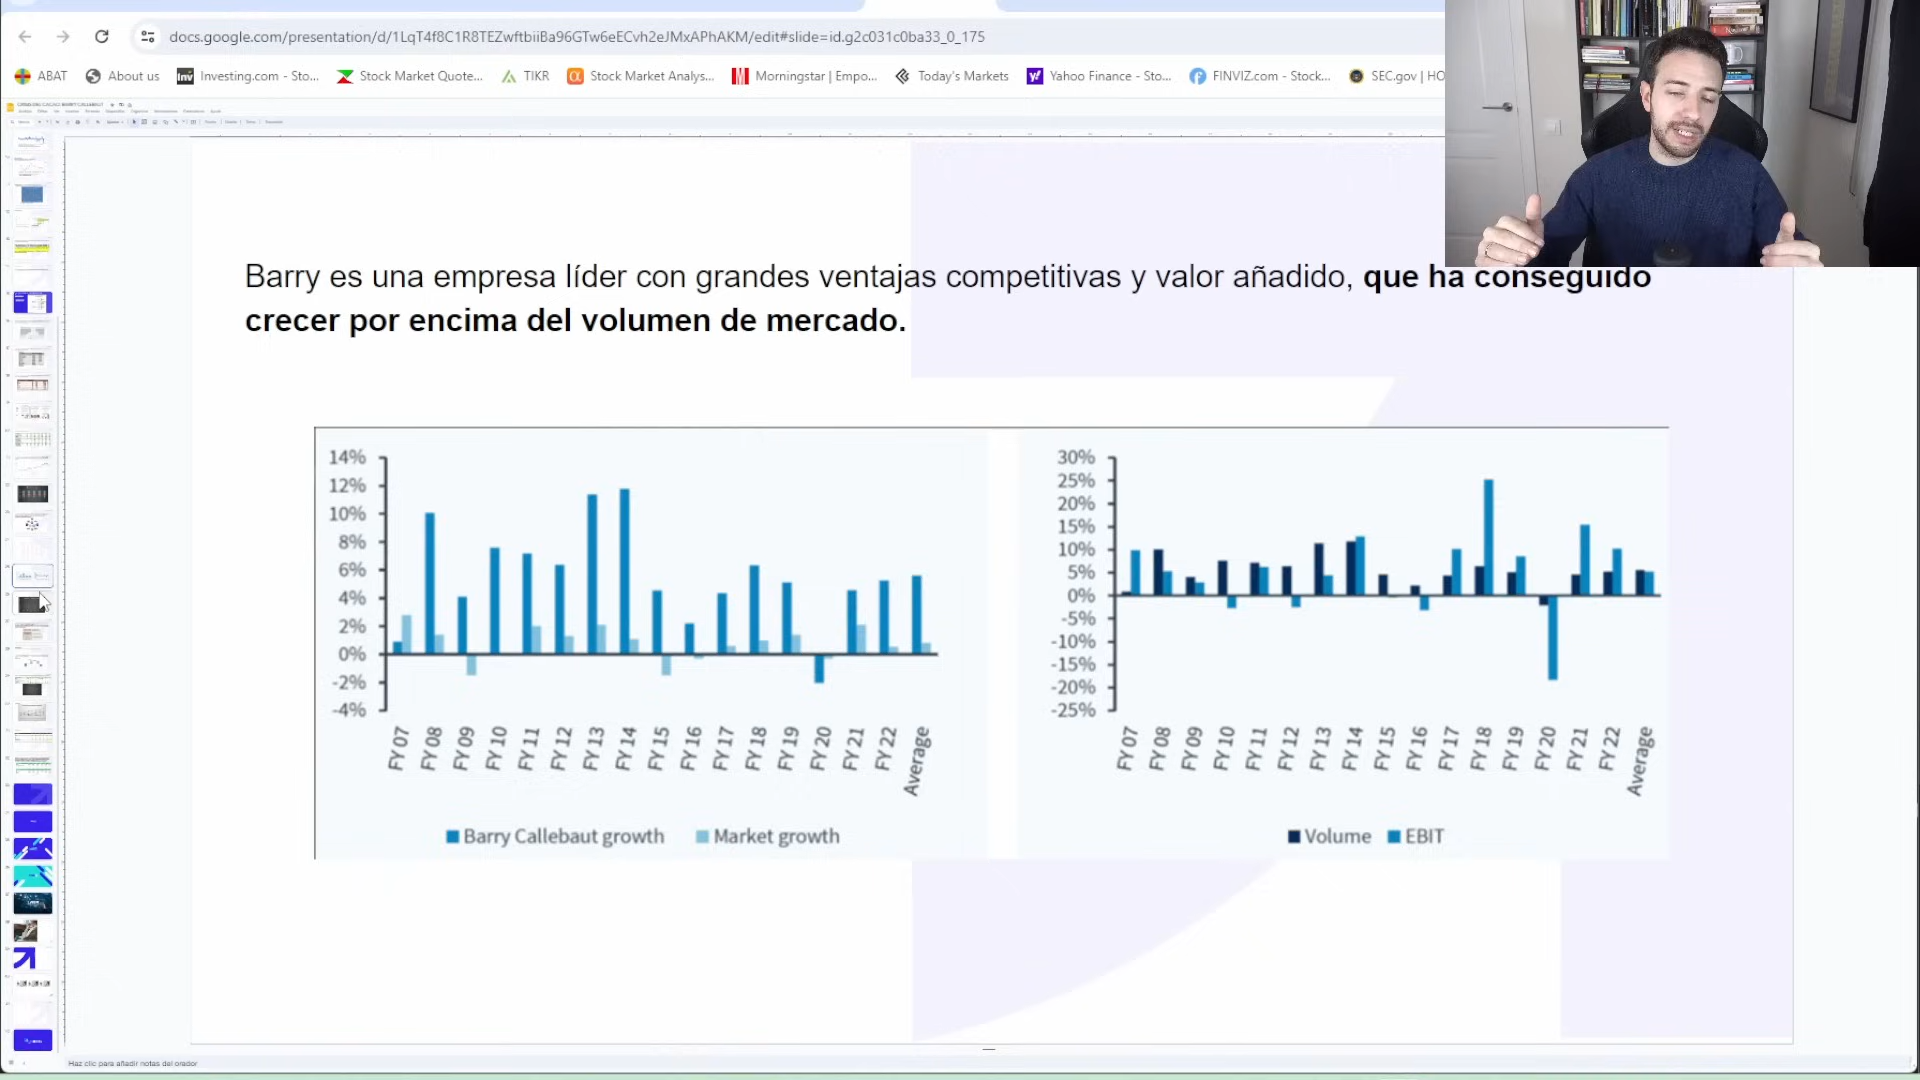 docs.google.com/presentation/d/1LqT4f8C1R8TEZwftbiiBa96GTw6eECvh2eJMxAPhAKM/edit#slide=id.g2c031c0ba33_0_175
ABAT About us Investing.com - Sto... Stock Market Quote... TIKR Stock Market Analys... Morningstar | Empo... Today's Markets Yahoo Finance - Sto... FINVIZ.com - Stock... SEC.gov | HO
Barry es una empresa líder con grandes ventajas competitivas y valor añadido, que ha conseguido
crecer por encima del volumen de mercado.
14%
12%
10%
8%
6%
4%
2%
0%
-2%
-4%
FY 07 FY 08 FY 09 FY 10 FY 11 FY 12 FY 13 FY 14 FY 15 FY 16 FY 17 FY 18 FY 19 FY 20 FY 21 FY 22 Average
Barry Callebaut growth Market growth
30%
25%
20%
15%
10%
5%
0%
-5%
-10%
-15%
-20%
-25%
FY 07 FY 08 FY 09 FY 10 FY 11 FY 12 FY 13 FY 14 FY 15 FY 16 FY 17 FY 18 FY 19 FY 20 FY 21 FY 22 Average
Volume EBIT
Haz clic para añadir notas del orador